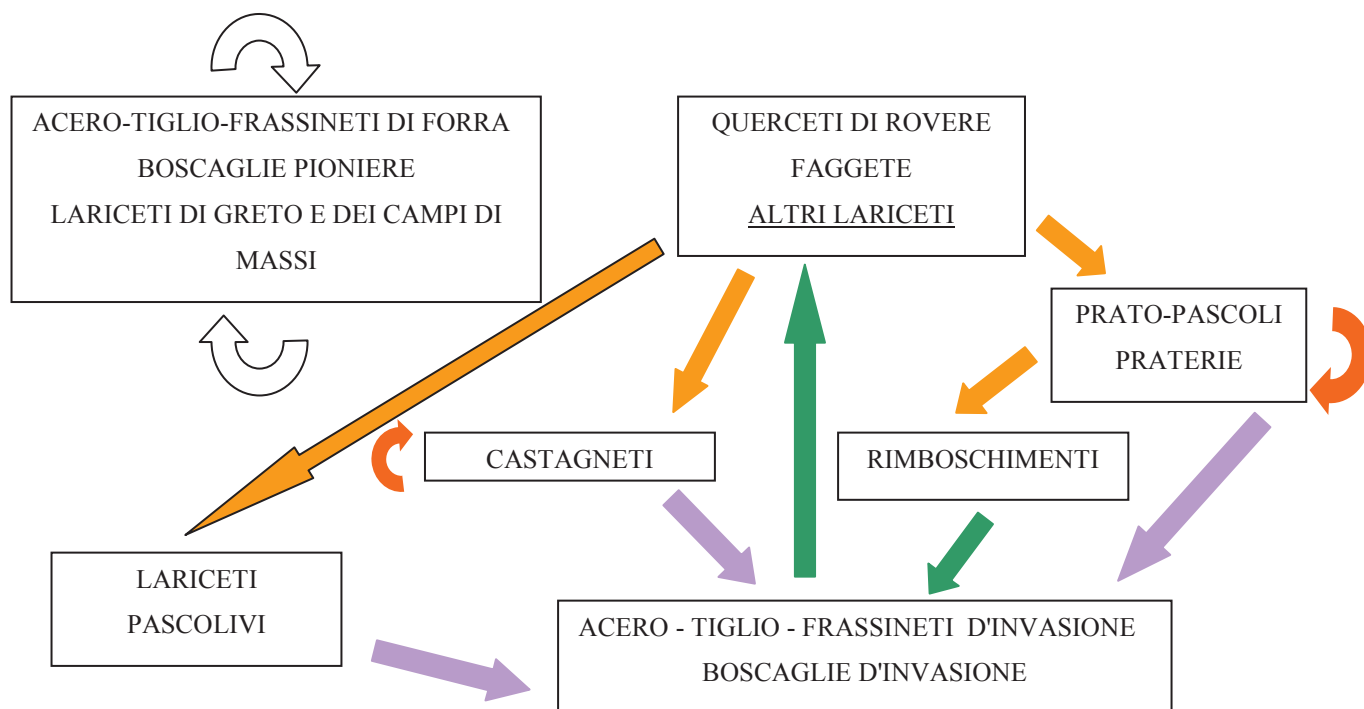 ACERO-TIGLIO-FRASSINETI DI FORRA
BOSCAGLIE PIONIERE
LARICETI DI GRETO E DEI CAMPI DI
MASSI
QUERCETI DI ROVERE
FAGGETE
ALTRI LARICETI
PRATO-PASCOLI
PRATERIE
CASTAGNETI
RIMBOSCHIMENTI
LARICETI
PASCOLIVI
ACERO - TIGLIO - FRASSINETI D'INVASIONE
BOSCAGLIE D'INVASIONE